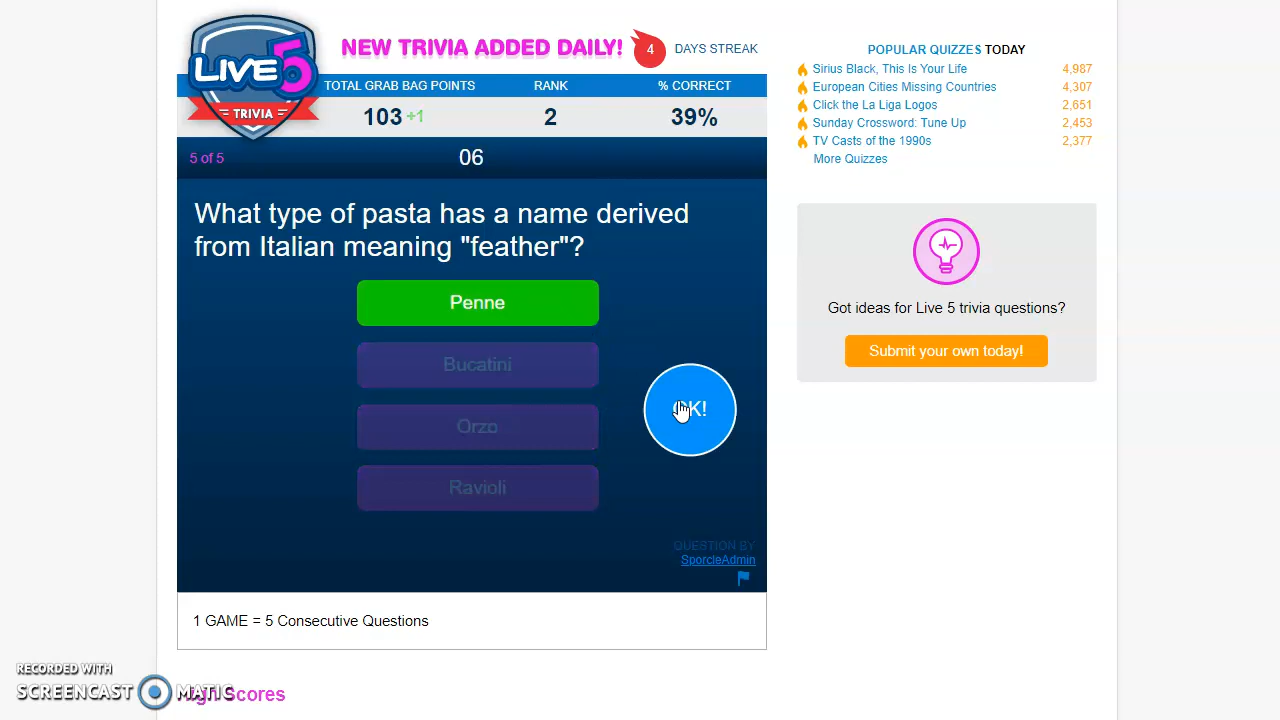 LIVE 5
TRIVIA
NEW TRIVIA ADDED DAILY!
4
DAYS STREAK
TOTAL GRAB BAG POINTS
RANK
% CORRECT
103 +1
2
39%
5 of 5
06
What type of pasta has a name derived
from Italian meaning "feather"?
Penne
Bucatini
Orzo
Ravioli
OK!
QUESTION BY
SporcleAdmin
1 GAME = 5 Consecutive Questions
High Scores
POPULAR QUIZZES TODAY
Sirius Black, This Is Your Life 4,987
European Cities Missing Countries 4,307
Click the La Liga Logos 2,651
Sunday Crossword: Tune Up 2,453
TV Casts of the 1990s 2,377
More Quizzes
Got ideas for Live 5 trivia questions?
Submit your own today!
RECORDED WITH
SCREENCAST MATIC